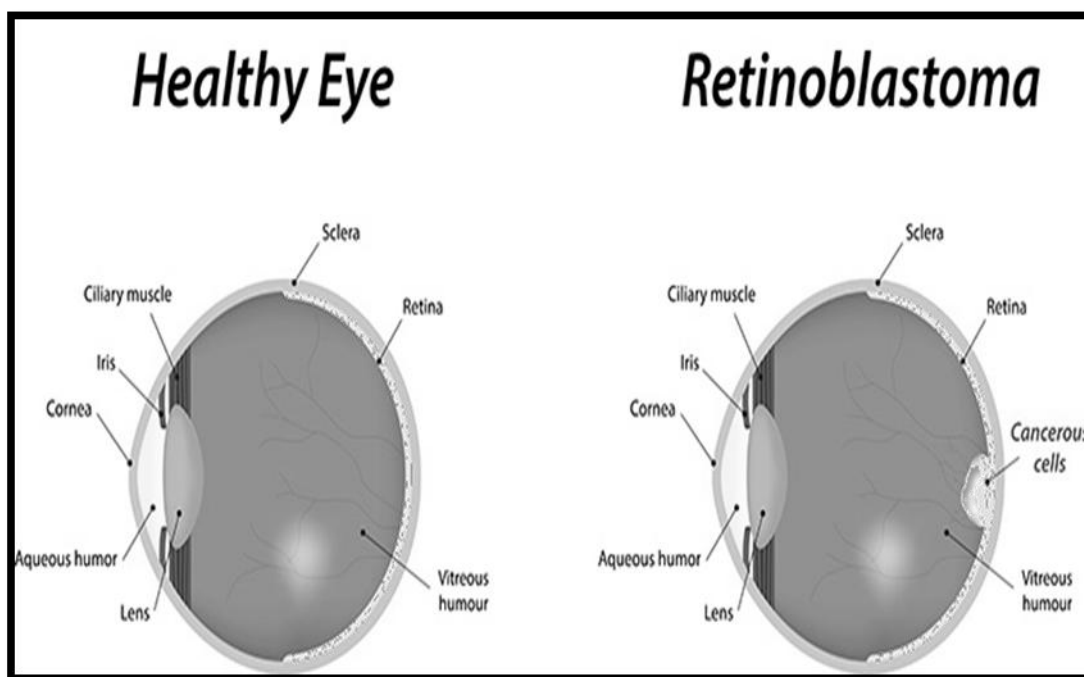 Healthy Eye
Sclera
Ciliary muscle
Retina
Iris
Cornea
Aqueous humor
Lens
Vitreous
humour
Retinoblastoma
Sclera
Ciliary muscle
Retina
Iris
Cornea
Cancerous
cells
Aqueous humor
Lens
Vitreous
humour